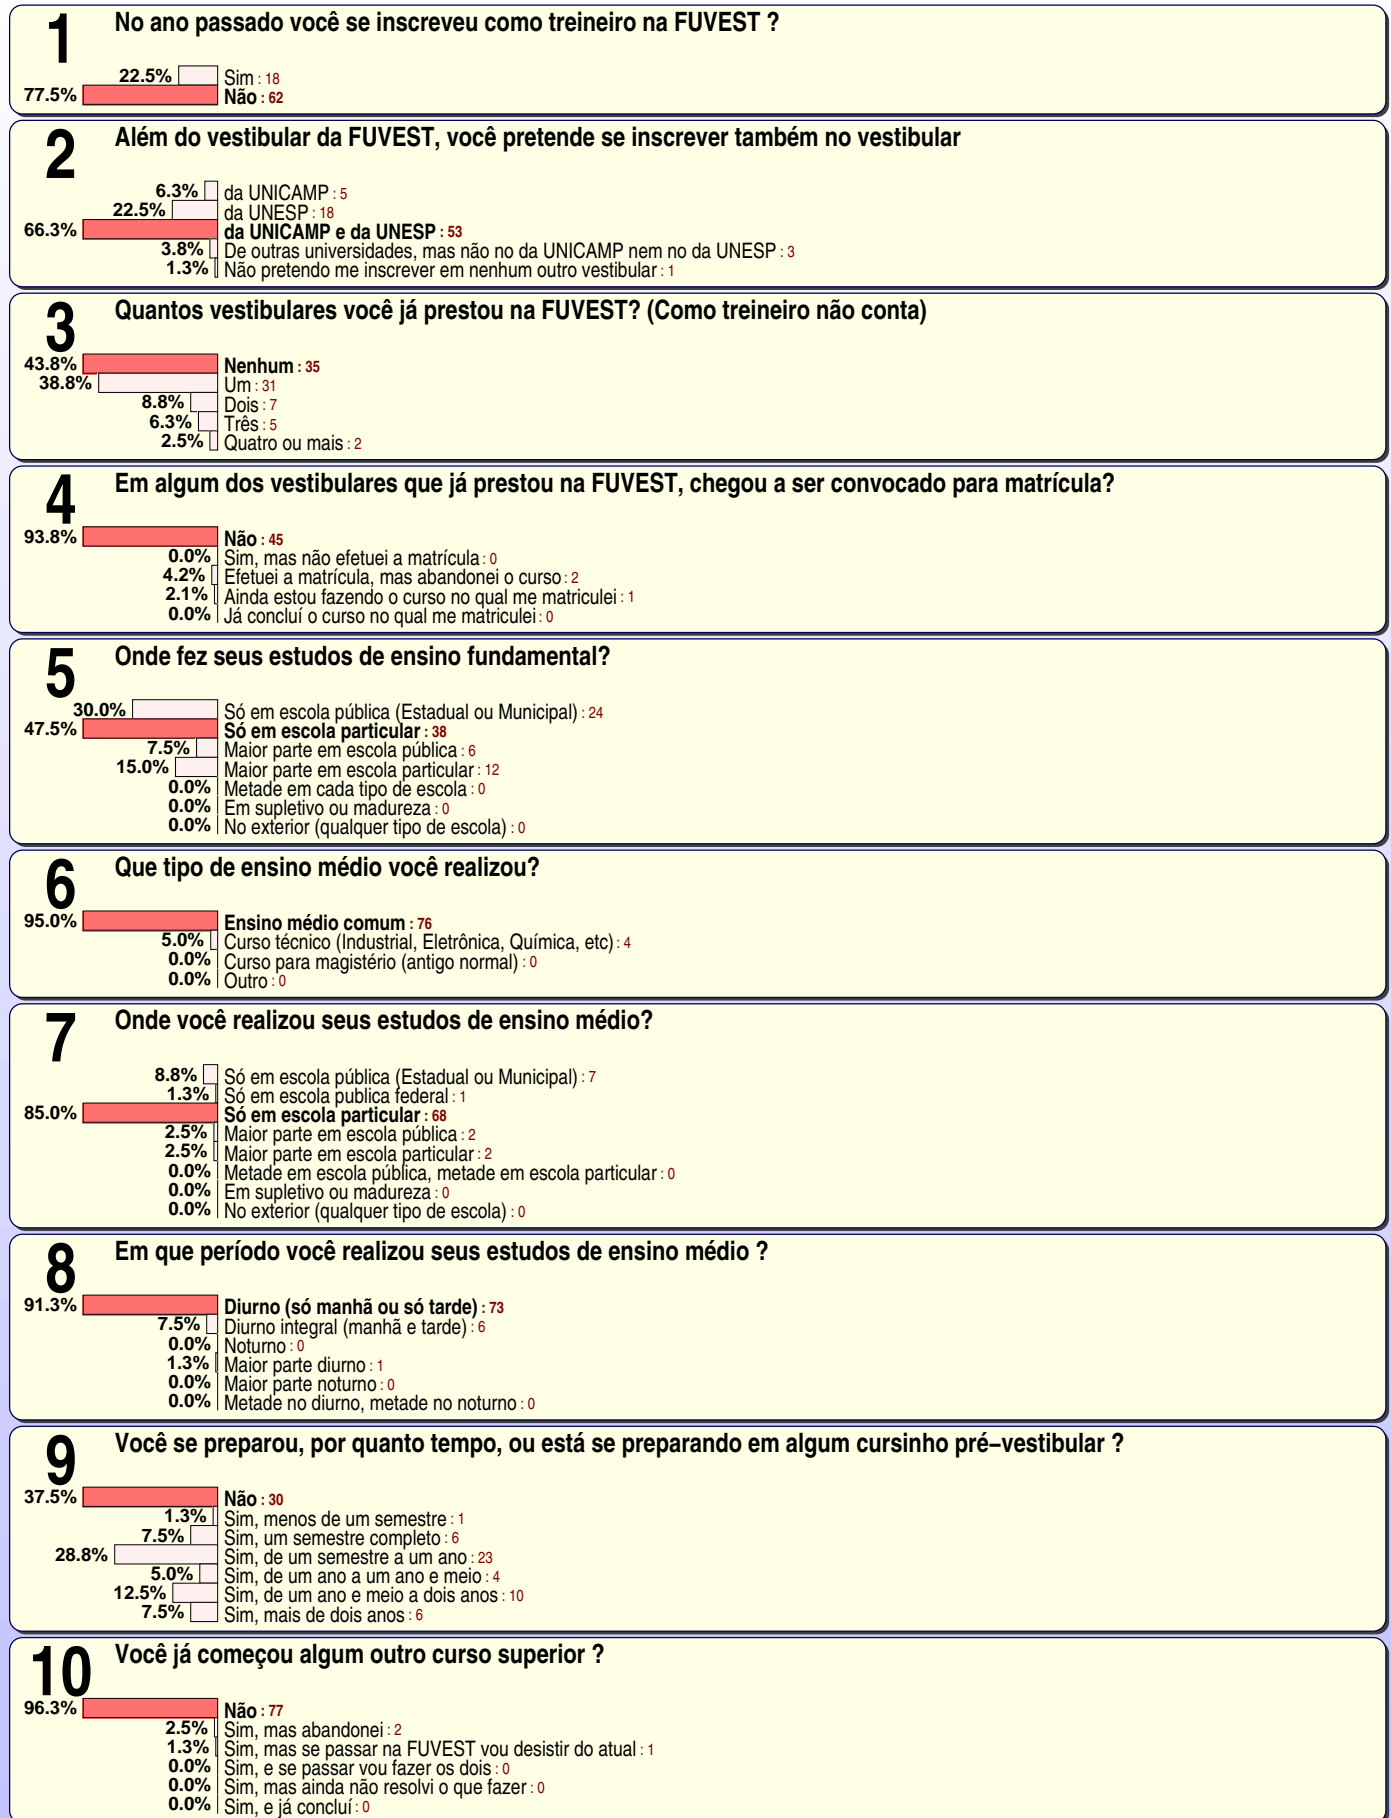 1 No ano passado você se inscreveu como treineiro na FUVEST ?
22.5% Sim : 18
77.5% Não : 62
2 Além do vestibular da FUVEST, você pretende se inscrever também no vestibular
6.3% da UNICAMP : 5
22.5% da UNESP : 18
66.3% da UNICAMP e da UNESP : 53
3.8% De outras universidades, mas não no da UNICAMP nem no da UNESP : 3
1.3% Não pretendo me inscrever em nenhum outro vestibular : 1
3 Quantos vestibulares você já prestou na FUVEST? (Como treineiro não conta)
43.8% Nenhum : 35
38.8% Um : 31
8.8% Dois : 7
6.3% Três : 5
2.5% Quatro ou mais : 2
4 Em algum dos vestibulares que já prestou na FUVEST, chegou a ser convocado para matrícula?
93.8% Não : 45
0.0% Sim, mas não efetuei a matrícula : 0
4.2% Efetuei a matrícula, mas abandonei o curso : 2
2.1% Ainda estou fazendo o curso no qual me matriculei : 1
0.0% Já concluí o curso no qual me matriculei : 0
5 Onde fez seus estudos de ensino fundamental?
30.0% Só em escola pública (Estadual ou Municipal) : 24
47.5% Só em escola particular : 38
7.5% Maior parte em escola pública : 6
15.0% Maior parte em escola particular : 12
0.0% Metade em cada tipo de escola : 0
0.0% Em supletivo ou madureza : 0
0.0% No exterior (qualquer tipo de escola) : 0
6 Que tipo de ensino médio você realizou?
95.0% Ensino médio comum : 76
5.0% Curso técnico (Industrial, Eletrônica, Química, etc) : 4
0.0% Curso para magistério (antigo normal) : 0
0.0% Outro : 0
7 Onde você realizou seus estudos de ensino médio?
8.8% Só em escola pública (Estadual ou Municipal) : 7
1.3% Só em escola publica federal : 1
85.0% Só em escola particular : 68
2.5% Maior parte em escola pública : 2
2.5% Maior parte em escola particular : 2
0.0% Metade em escola pública, metade em escola particular : 0
0.0% Em supletivo ou madureza : 0
0.0% No exterior (qualquer tipo de escola) : 0
8 Em que período você realizou seus estudos de ensino médio ?
91.3% Diurno (só manhã ou só tarde) : 73
7.5% Diurno integral (manhã e tarde) : 6
0.0% Noturno : 0
1.3% Maior parte diurno : 1
0.0% Maior parte noturno : 0
0.0% Metade no diurno, metade no noturno : 0
9 Você se preparou, por quanto tempo, ou está se preparando em algum cursinho pré−vestibular ?
37.5% Não : 30
1.3% Sim, menos de um semestre : 1
7.5% Sim, um semestre completo : 6
28.8% Sim, de um semestre a um ano : 23
5.0% Sim, de um ano a um ano e meio : 4
12.5% Sim, de um ano e meio a dois anos : 10
7.5% Sim, mais de dois anos : 6
10 Você já começou algum outro curso superior ?
96.3% Não : 77
2.5% Sim, mas abandonei : 2
1.3% Sim, mas se passar na FUVEST vou desistir do atual : 1
0.0% Sim, e se passar vou fazer os dois : 0
0.0% Sim, mas ainda não resolvi o que fazer : 0
0.0% Sim, e já concluí : 0